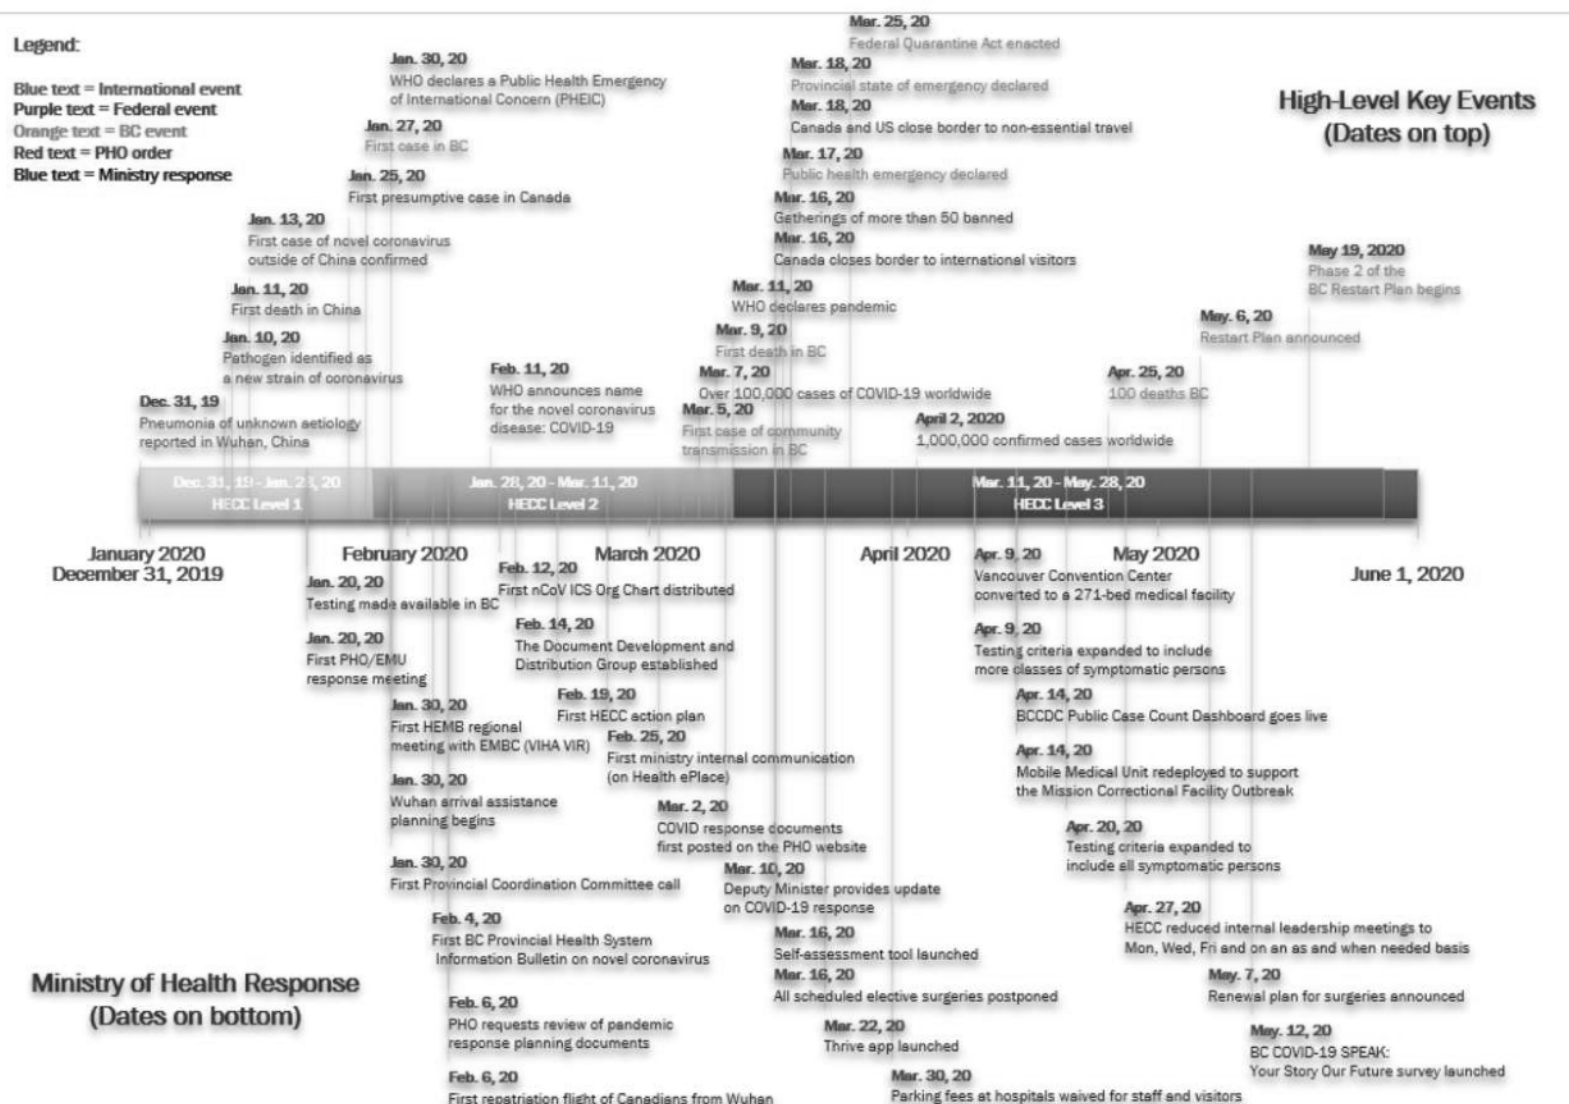 Legend:
Blue text = International event
Purple text = Federal event
Orange text = BC event
Red text = PHO order
Blue text = Ministry response
High-Level Key Events
(Dates on top)
Dec. 31, 19
Pneumonia of unknown aetiology
reported in Wuhan, China
Jan. 10, 20
Pathogen identified as
a new strain of coronavirus
Jan. 11, 20
First death in China
Jan. 13, 20
First case of novel coronavirus
outside of China confirmed
Jan. 25, 20
First presumptive case in Canada
Jan. 27, 20
First case in BC
Jan. 30, 20
WHO declares a Public Health Emergency
of International Concern (PHEIC)
Feb. 11, 20
WHO announces name
for the novel coronavirus
disease: COVID-19
Mar. 5, 20
First case of community
transmission in BC
Mar. 7, 20
Over 100,000 cases of COVID-19 worldwide
Mar. 9, 20
First death in BC
Mar. 11, 20
WHO declares pandemic
Mar. 16, 20
Canada closes border to international visitors
Mar. 16, 20
Gatherings of more than 50 banned
Mar. 17, 20
Public health emergency declared
Mar. 18, 20
Canada and US close border to non-essential travel
Mar. 18, 20
Provincial state of emergency declared
Mar. 25, 20
Federal Quarantine Act enacted
April 2, 2020
1,000,000 confirmed cases worldwide
Apr. 25, 20
100 deaths BC
May. 6, 20
Restart Plan announced
May 19, 2020
Phase 2 of the
BC Restart Plan begins
Dec. 31, 19 - Jan. 2 , 20
HECC Level 1
Jan. 28, 20 - Mar. 11, 20
HECC Level 2
Mar. 11, 20 - May. 28, 20
HECC Level 3
January 2020
December 31, 2019
February 2020
March 2020
April 2020
May 2020
June 1, 2020
Jan. 20, 20
Testing made available in BC
Jan. 20, 20
First PHO/EMU
response meeting
Jan. 30, 20
First HEMB regional
meeting with EMBC (VIHA VIR)
Jan. 30, 20
Wuhan arrival assistance
planning begins
Jan. 30, 20
First Provincial Coordination Committee call
Feb. 4, 20
First BC Provincial Health System
Information Bulletin on novel coronavirus
Feb. 6, 20
PHO requests review of pandemic
response planning documents
Feb. 6, 20
First repatriation flight of Canadians from Wuhan
Feb. 12, 20
First nCoV ICS Org Chart distributed
Feb. 14, 20
The Document Development and
Distribution Group established
Feb. 19, 20
First HECC action plan
Feb. 25, 20
First ministry internal communication
(on Health ePlace)
Mar. 2, 20
COVID response documents
first posted on the PHO website
Mar. 10, 20
Deputy Minister provides update
on COVID-19 response
Mar. 16, 20
Self-assessment tool launched
Mar. 16, 20
All scheduled elective surgeries postponed
Mar. 22, 20
Thrive app launched
Mar. 30, 20
Parking fees at hospitals waived for staff and visitors
Apr. 9, 20
Vancouver Convention Center
converted to a 271-bed medical facility
Apr. 9, 20
Testing criteria expanded to include
more classes of symptomatic persons
Apr. 14, 20
BCCDC Public Case Count Dashboard goes live
Apr. 14, 20
Mobile Medical Unit redeployed to support
the Mission Correctional Facility Outbreak
Apr. 20, 20
Testing criteria expanded to
include all symptomatic persons
Apr. 27, 20
HECC reduced internal leadership meetings to
Mon, Wed, Fri and on an as and when needed basis
May. 7, 20
Renewal plan for surgeries announced
May. 12, 20
BC COVID-19 SPEAK:
Your Story Our Future survey launched
Ministry of Health Response
(Dates on bottom)